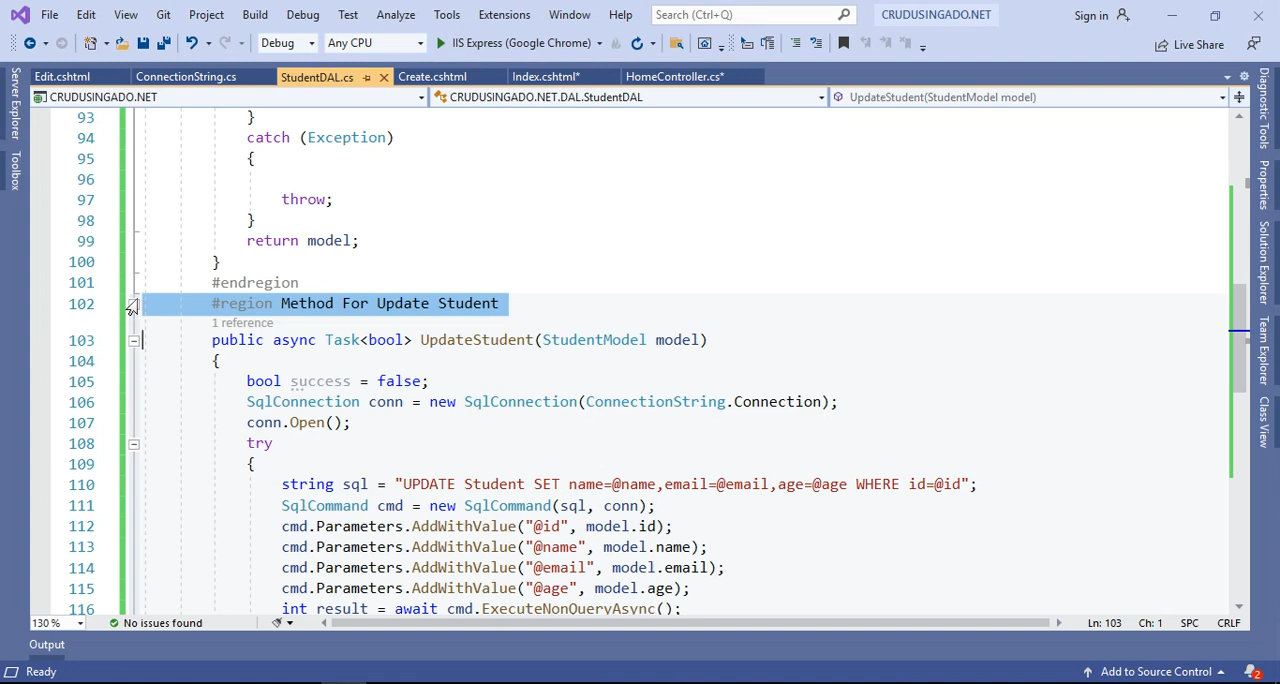 File Edit View Git Project Build Debug Test Analyze Tools Extensions Window Help Search (Ctrl+Q) CRUDUSINGADO.NET Sign in
Debug Any CPU IIS Express (Google Chrome) Live Share
Edit.cshtml ConnectionString.cs StudentDAL.cs Create.cshtml Index.cshtml* HomeController.cs*
CRUDUSINGADO.NET CRUDUSINGADO.NET.DAL.StudentDAL UpdateStudent(StudentModel model)
Server Explorer
Toolbox
93 }
94 catch (Exception)
95 {
96
97 throw;
98 }
99 return model;
100 }
101 #endregion
102 #region Method For Update Student
1 reference
103 public async Task<bool> UpdateStudent(StudentModel model)
104 {
105 bool success = false;
106 SqlConnection conn = new SqlConnection(ConnectionString.Connection);
107 conn.Open();
108 try
109 {
110 string sql = "UPDATE Student SET name=@name,email=@email,age=@age WHERE id=@id";
111 SqlCommand cmd = new SqlCommand(sql, conn);
112 cmd.Parameters.AddWithValue("@id", model.id);
113 cmd.Parameters.AddWithValue("@name", model.name);
114 cmd.Parameters.AddWithValue("@email", model.email);
115 cmd.Parameters.AddWithValue("@age", model.age);
116 int result = await cmd.ExecuteNonQueryAsync();
Diagnostic Tools
Properties
Solution Explorer
Team Explorer
Class View
130 % No issues found Ln: 103 Ch: 1 SPC CRLF
Output
Ready Add to Source Control 2